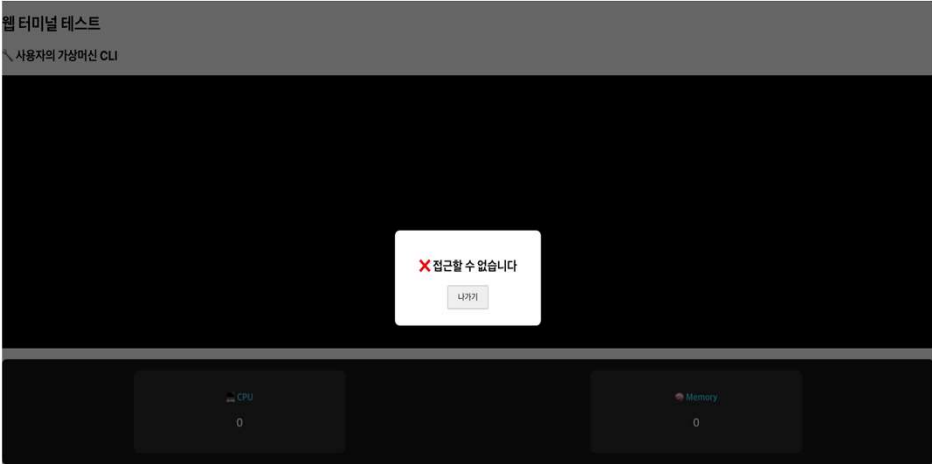 웹 터미널 테스트
🔧 사용자의 가상머신 CLI
❌ 접근할 수 없습니다
나가기
💻 CPU
0
🧠 Memory
0